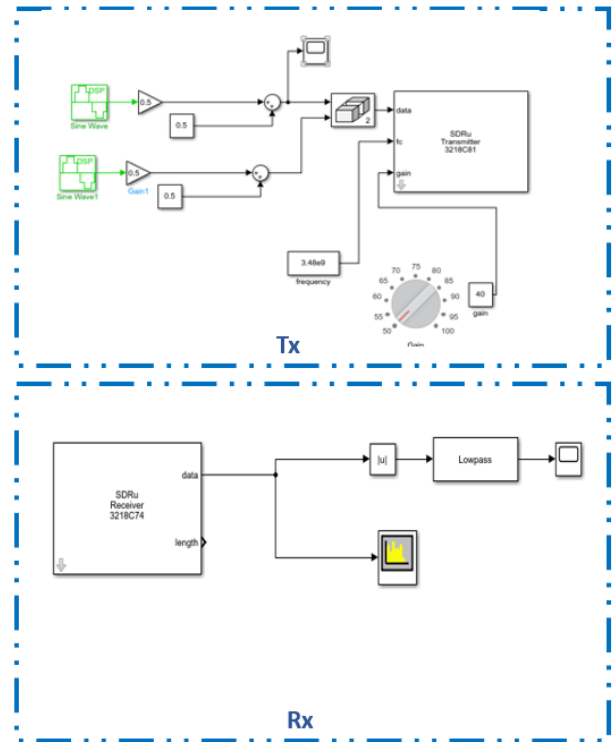 DSP
Sine Wave
0.5
0.5
2
data
fc
gain
SDRu
Transmitter
3218C81
DSP
Sine Wave1
0.5
Gain1
0.5
3.48e9
frequency
50
55
60
65
70
75
80
85
90
95
100
Gain
40
gain
Tx
SDRu
Receiver
3218C74
data
length
|u|
Lowpass
Rx